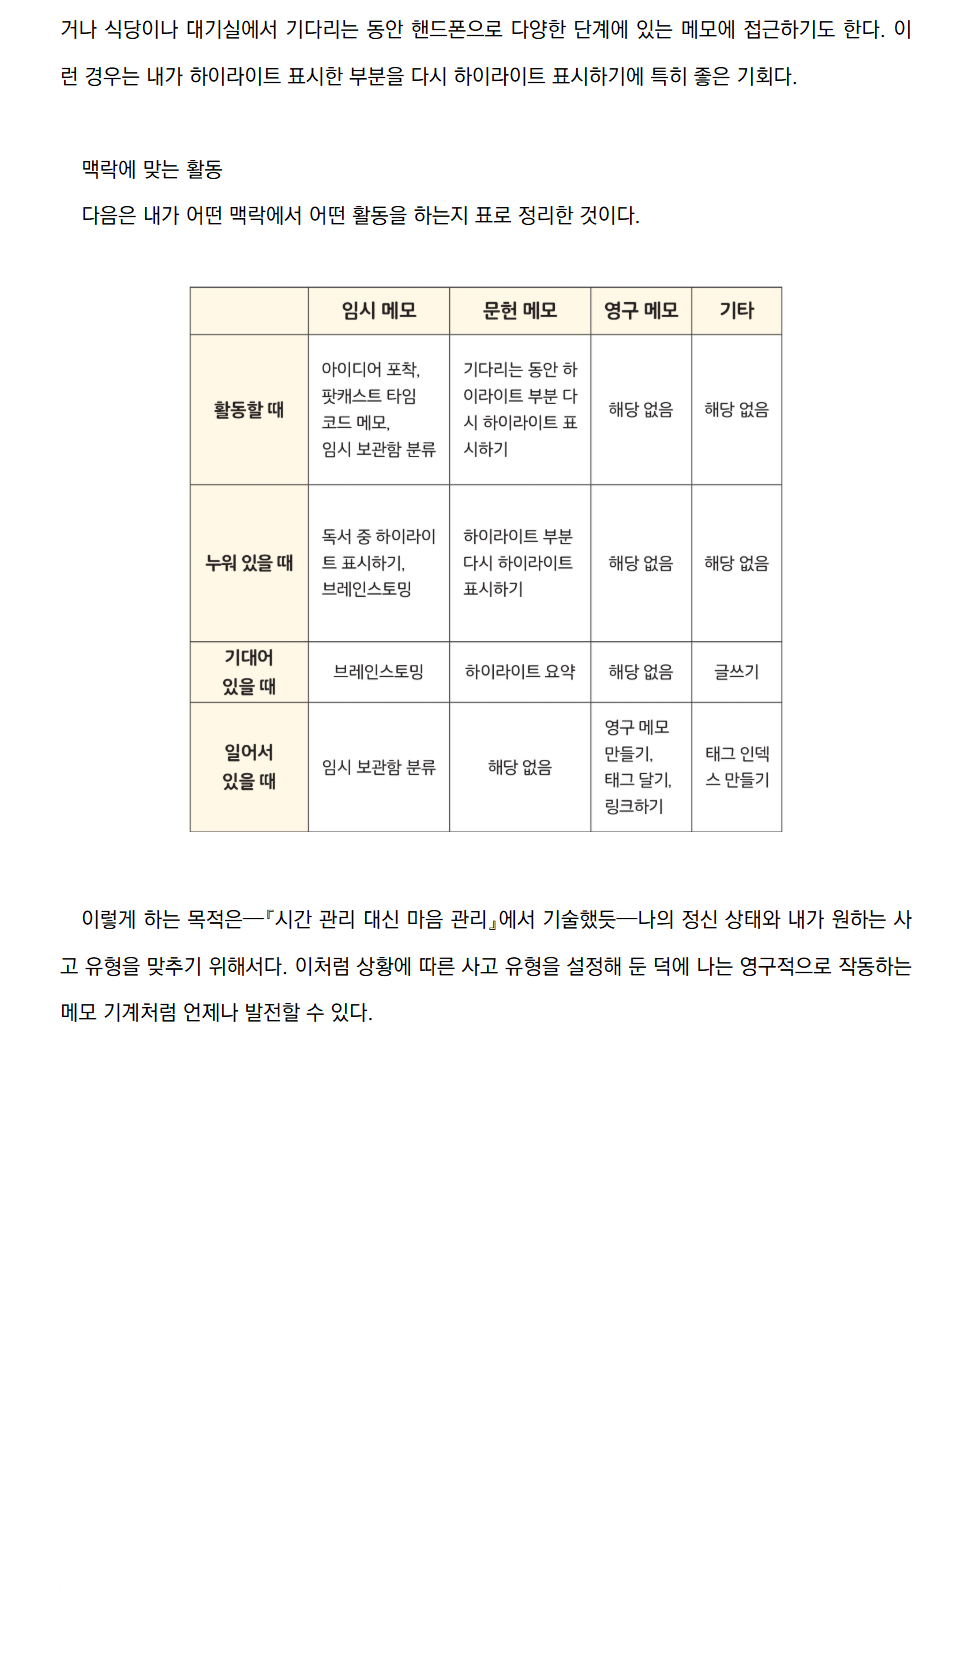 거나 식당이나 대기실에서 기다리는 동안 핸드폰으로 다양한 단계에 있는 메모에 접근하기도 한다. 이
런 경우는 내가 하이라이트 표시한 부분을 다시 하이라이트 표시하기에 특히 좋은 기회다.
맥락에 맞는 활동
다음은 내가 어떤 맥락에서 어떤 활동을 하는지 표로 정리한 것이다.
임시 메모 문헌 메모 영구 메모 기타
활동할 때
아이디어 포착,
팟캐스트 타임
코드 메모,
임시 보관함 분류
기다리는 동안 하
이라이트 부분 다
시 하이라이트 표
시하기
해당 없음
해당 없음
누워 있을 때
독서 중 하이라이
트 표시하기,
브레인스토밍
하이라이트 부분
다시 하이라이트
표시하기
해당 없음
해당 없음
기대어
있을 때
브레인스토밍
하이라이트 요약
해당 없음
글쓰기
일어서
있을 때
임시 보관함 분류
해당 없음
영구 메모
만들기,
태그 달기,
링크하기
태그 인덱
스 만들기
이렇게 하는 목적은―『시간 관리 대신 마음 관리』에서 기술했듯―나의 정신 상태와 내가 원하는 사
고 유형을 맞추기 위해서다. 이처럼 상황에 따른 사고 유형을 설정해 둔 덕에 나는 영구적으로 작동하는
메모 기계처럼 언제나 발전할 수 있다.